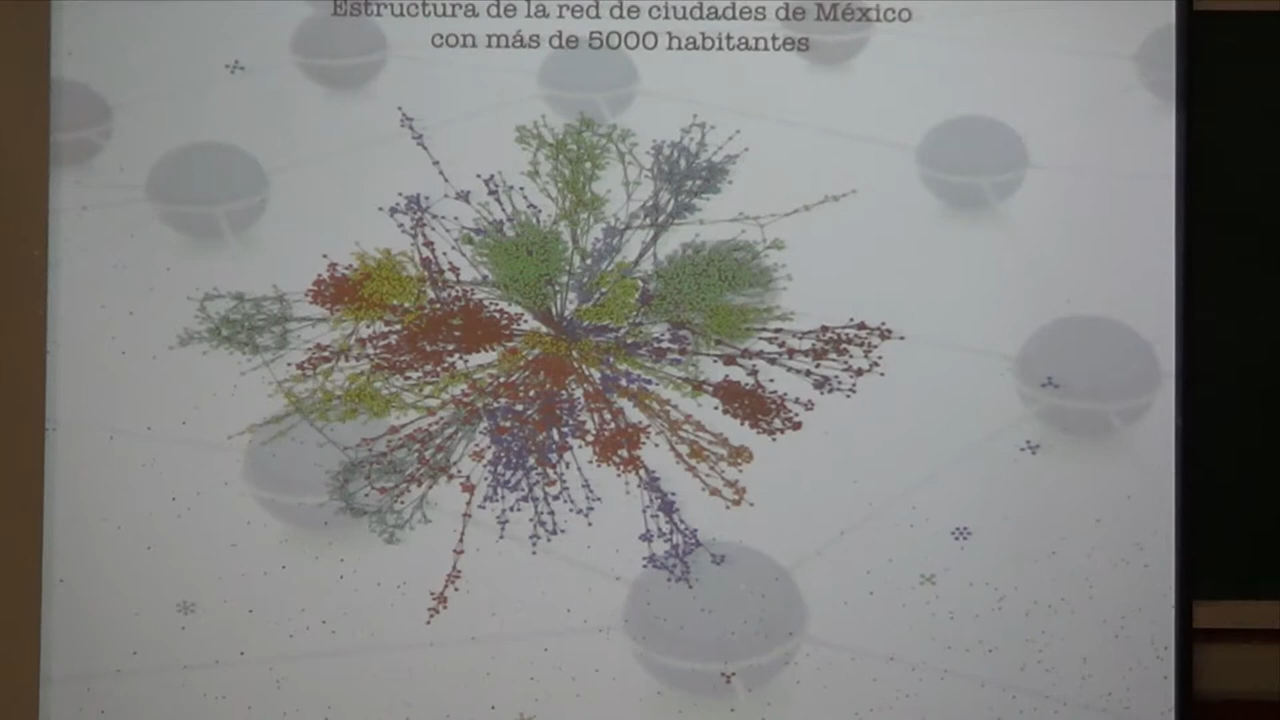 Estructura de la red de ciudades de México
con más de 5000 habitantes